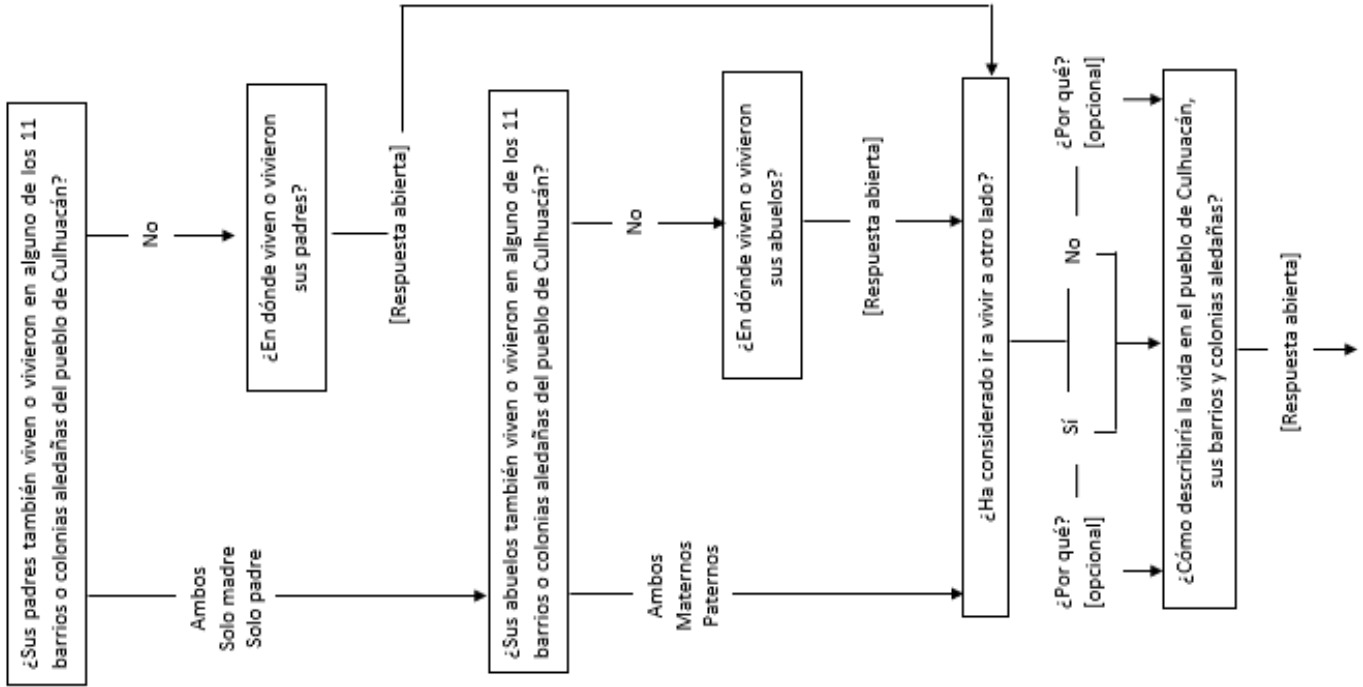 ¿Sus padres también viven o vivieron en alguno de los 11
barrios o colonias aledañas del pueblo de Culhuacán?
Ambos
Solo madre
Solo padre
No
¿En dónde viven o vivieron
sus padres?
[Respuesta abierta]
¿Sus abuelos también viven o vivieron en alguno de los 11
barrios o colonias aledañas del pueblo de Culhuacán?
Ambos
Maternos
Paternos
No
¿En dónde viven o vivieron
sus abuelos?
[Respuesta abierta]
¿Ha considerado ir a vivir a otro lado?
¿Por qué?
[opcional]
Sí
No
¿Por qué?
[opcional]
¿Cómo describiría la vida en el pueblo de Culhuacán,
sus barrios y colonias aledañas?
[Respuesta abierta]